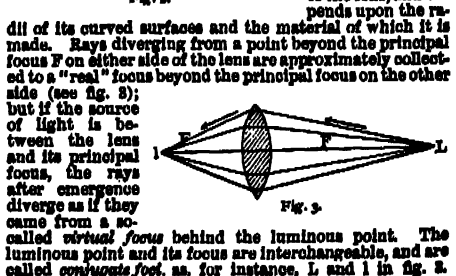 pends upon the ra-
dii of its curved surfaces and the material of which it is
made. Rays diverging from a point beyond the principal
focus F on either side of the lens are approximately collect-
ed to a "real" focus beyond the principal focus on the other
side (see fig. 3);
but if the source
of light is be-
tween the lens
and its principal
focus, the rays
after emergence
diverge as if they
came from a so-
F
F
l
L
Fig. 3.
called virtual focus behind the luminous point. The
luminous point and its focus are interchangeable, and are
called conjugate foci, as, for instance, L and l in fig. 3.